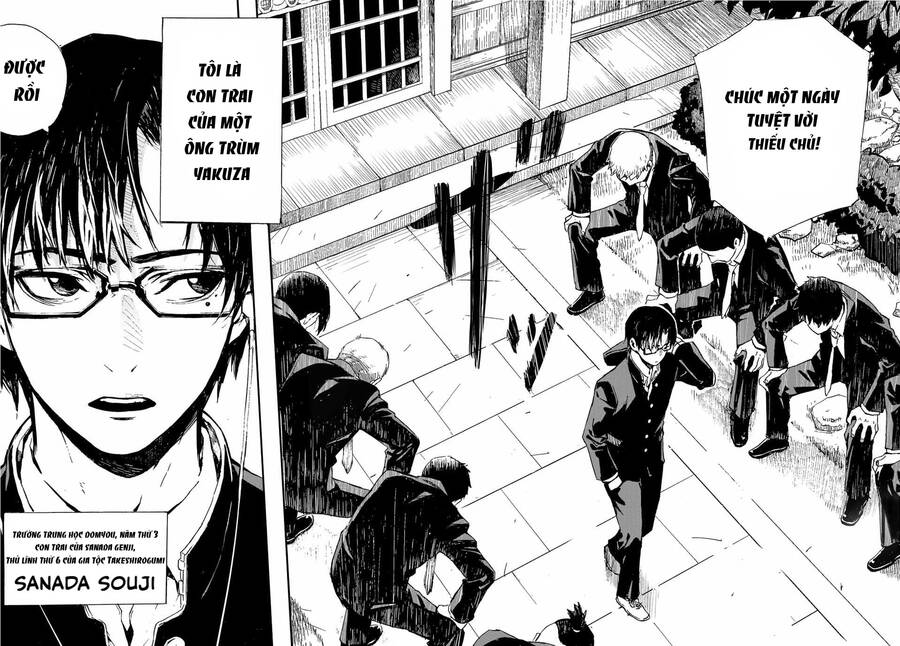 CHÚC MỘT NGÀY
TUYỆT VỜI
THIẾU CHỦ!
TÔI LÀ
CON TRAI
CỦA MỘT
ÔNG TRÙM
YAKUZA
ĐƯỢC
RỒI
TRƯỜNG TRUNG HỌC DOMYOU, NĂM THỨ 3
CON TRAI CỦA SANADA GENJI,
THỦ LĨNH THỨ 6 CỦA GIA TỘC TAKESHIROGUMI
SANADA SOUJI